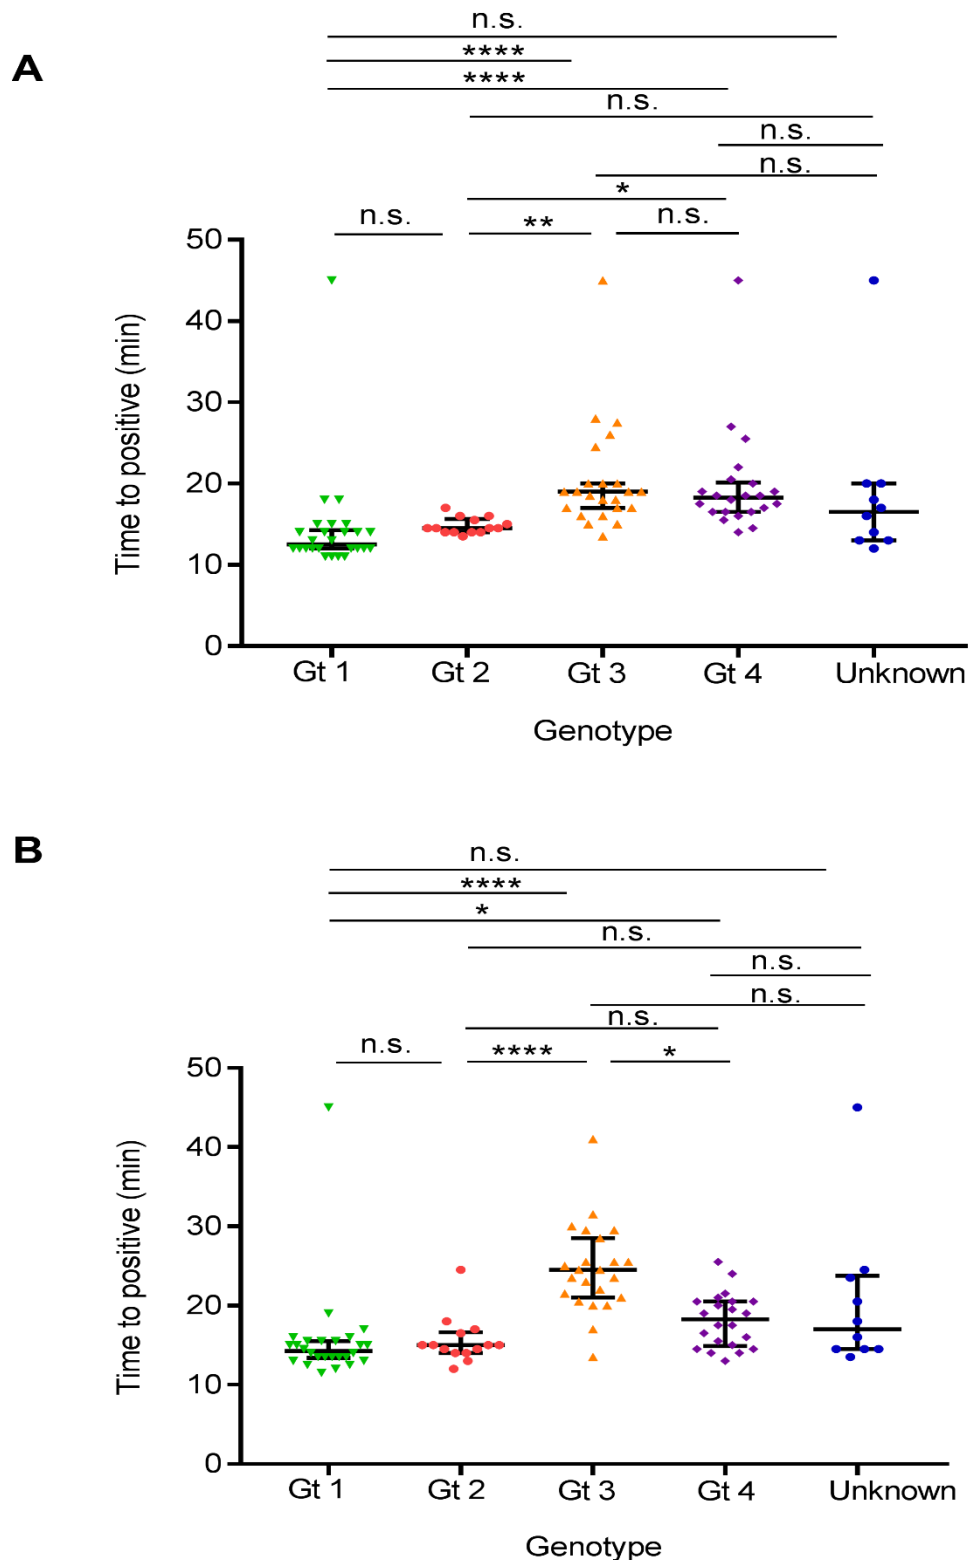 n.s.
A
****
****
n.s.
n.s.
n.s.
*
n.s. ** n.s.
50
40
30
20
10
0
Time to positive (min)
Gt 1 Gt 2 Gt 3 Gt 4 Unknown
Genotype
B
n.s.
****
*
n.s.
n.s.
n.s.
n.s.
n.s. **** *
50
40
30
20
10
0
Time to positive (min)
Gt 1 Gt 2 Gt 3 Gt 4 Unknown
Genotype